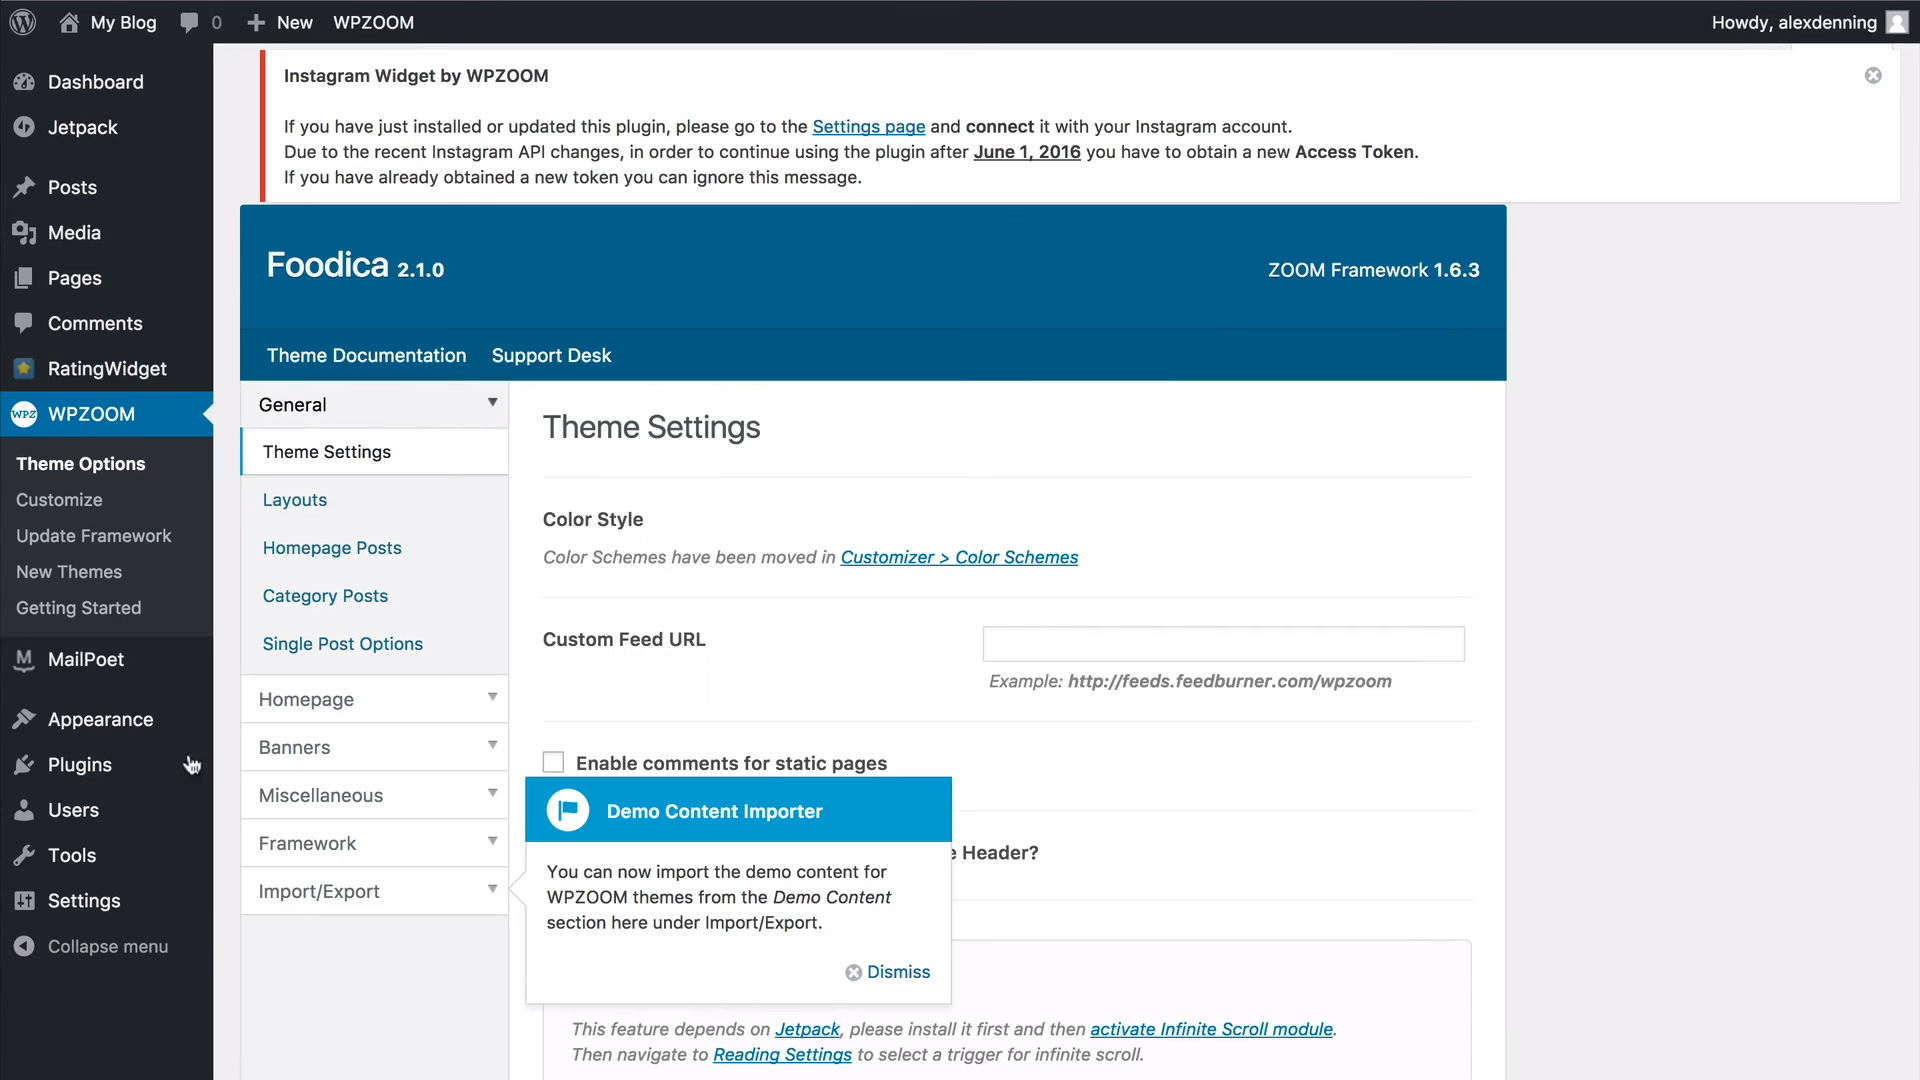 My Blog 0 New WPZOOM Howdy, alexdenning
Dashboard
Jetpack
Posts
Media
Pages
Comments
RatingWidget
WPZ WPZOOM
Theme Options
Customize
Update Framework
New Themes
Getting Started
M MailPoet
Appearance
Plugins
Users
Tools
Settings
Collapse menu
Instagram Widget by WPZOOM
If you have just installed or updated this plugin, please go to the Settings page and connect it with your Instagram account.
Due to the recent Instagram API changes, in order to continue using the plugin after June 1, 2016 you have to obtain a new Access Token.
If you have already obtained a new token you can ignore this message.
Foodica 2.1.0 ZOOM Framework 1.6.3
Theme Documentation Support Desk
General
Theme Settings
Layouts
Homepage Posts
Category Posts
Single Post Options
Homepage
Banners
Miscellaneous
Framework
Import/Export
Theme Settings
Color Style
Color Schemes have been moved in Customizer > Color Schemes
Custom Feed URL
Example: http://feeds.feedburner.com/wpzoom
Enable comments for static pages
Demo Content Importer
You can now import the demo content for
WPZOOM themes from the Demo Content
section here under Import/Export.
Dismiss
Header?
This feature depends on Jetpack, please install it first and then activate Infinite Scroll module.
Then navigate to Reading Settings to select a trigger for infinite scroll.